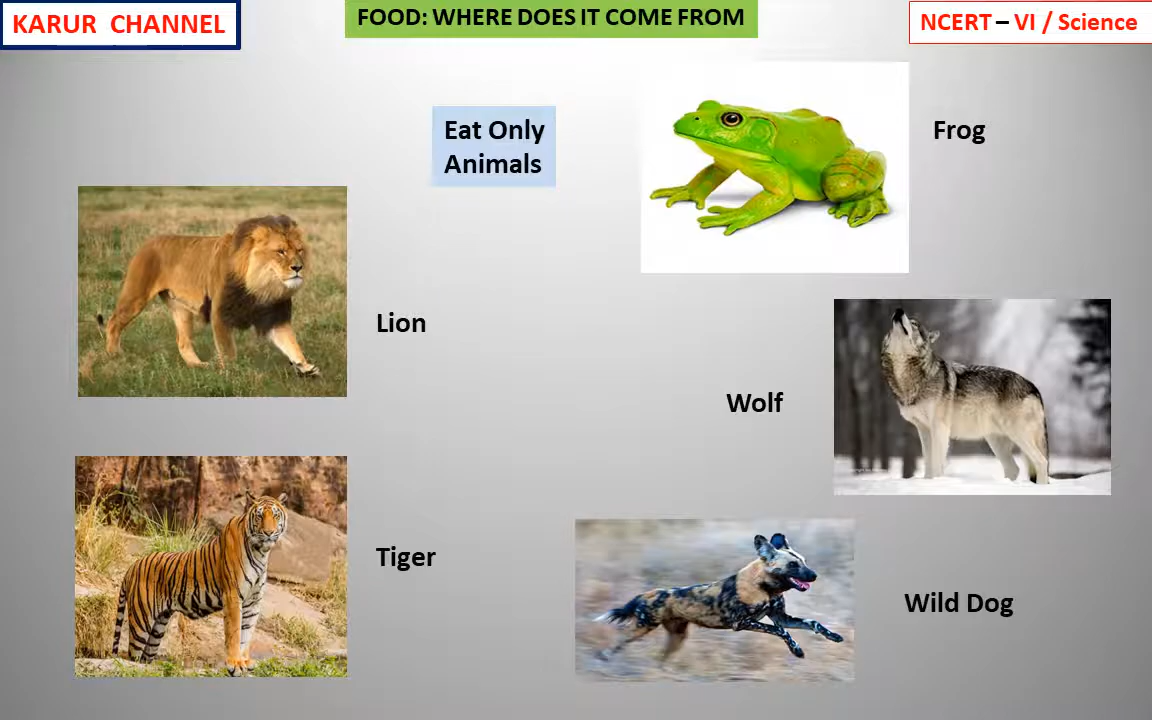 KARUR CHANNEL
FOOD: WHERE DOES IT COME FROM
NCERT – VI / Science
Eat Only
Animals
Frog
Lion
Wolf
Tiger
Wild Dog